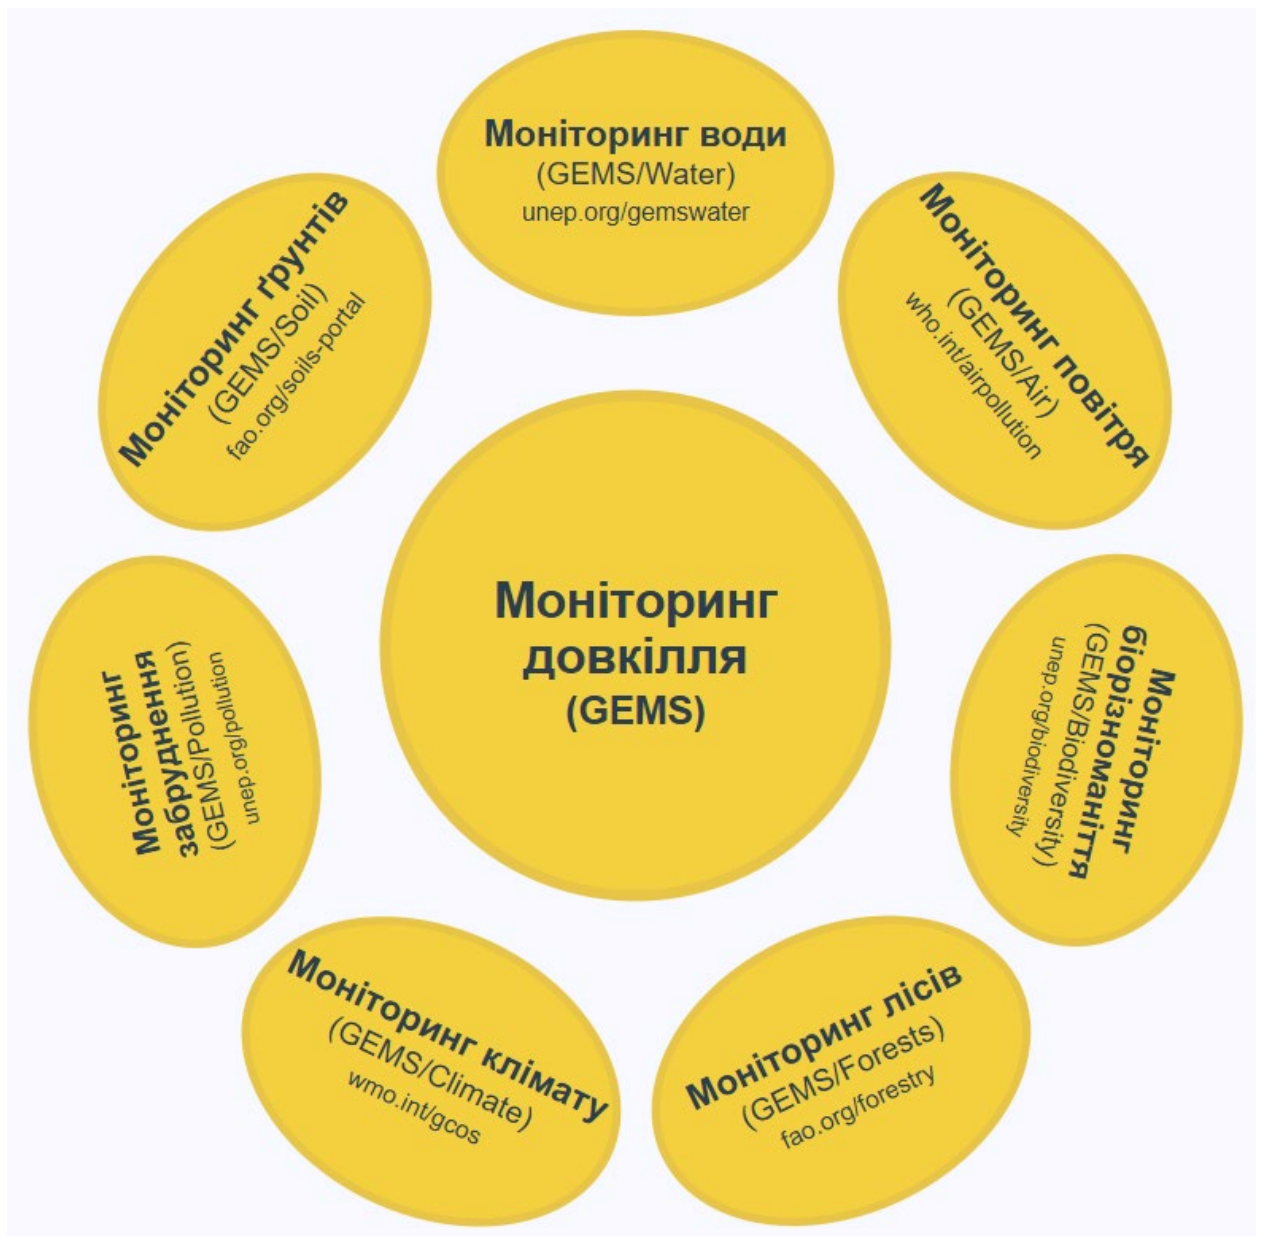 Моніторинг води
(GEMS/Water)
unep.org/gemswater
Моніторинг повітря
(GEMS/Air)
who.int/airpollution
Моніторинг
біорізноманіття
(GEMS/Biodiversity)
unep.org/biodiversity
Моніторинг лісів
(GEMS/Forests)
fao.org/forestry
Моніторинг клімату
(GEMS/Climate)
wmo.int/gcos
Моніторинг
забруднення
(GEMS/Pollution)
unep.org/pollution
Моніторинг ґрунтів
(GEMS/Soil)
fao.org/soils-portal
Моніторинг
довкілля
(GEMS)